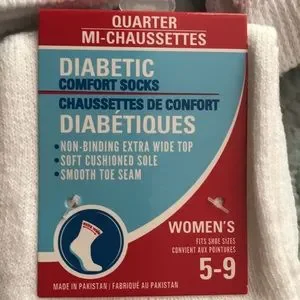 QUARTER
MI-CHAUSSETTES
DIABETIC
COMFORT SOCKS
CHAUSSETTES DE CONFORT
DIABÉTIQUES
•NON-BINDING EXTRA WIDE TOP
•SOFT CUSHIONED SOLE
•SMOOTH TOE SEAM
WOMEN'S
FITS SHOE SIZES
CONVIENT AUX POINTURES
5-9
MADE IN PAKISTAN / FABRIQUÉ AU PAKISTAN